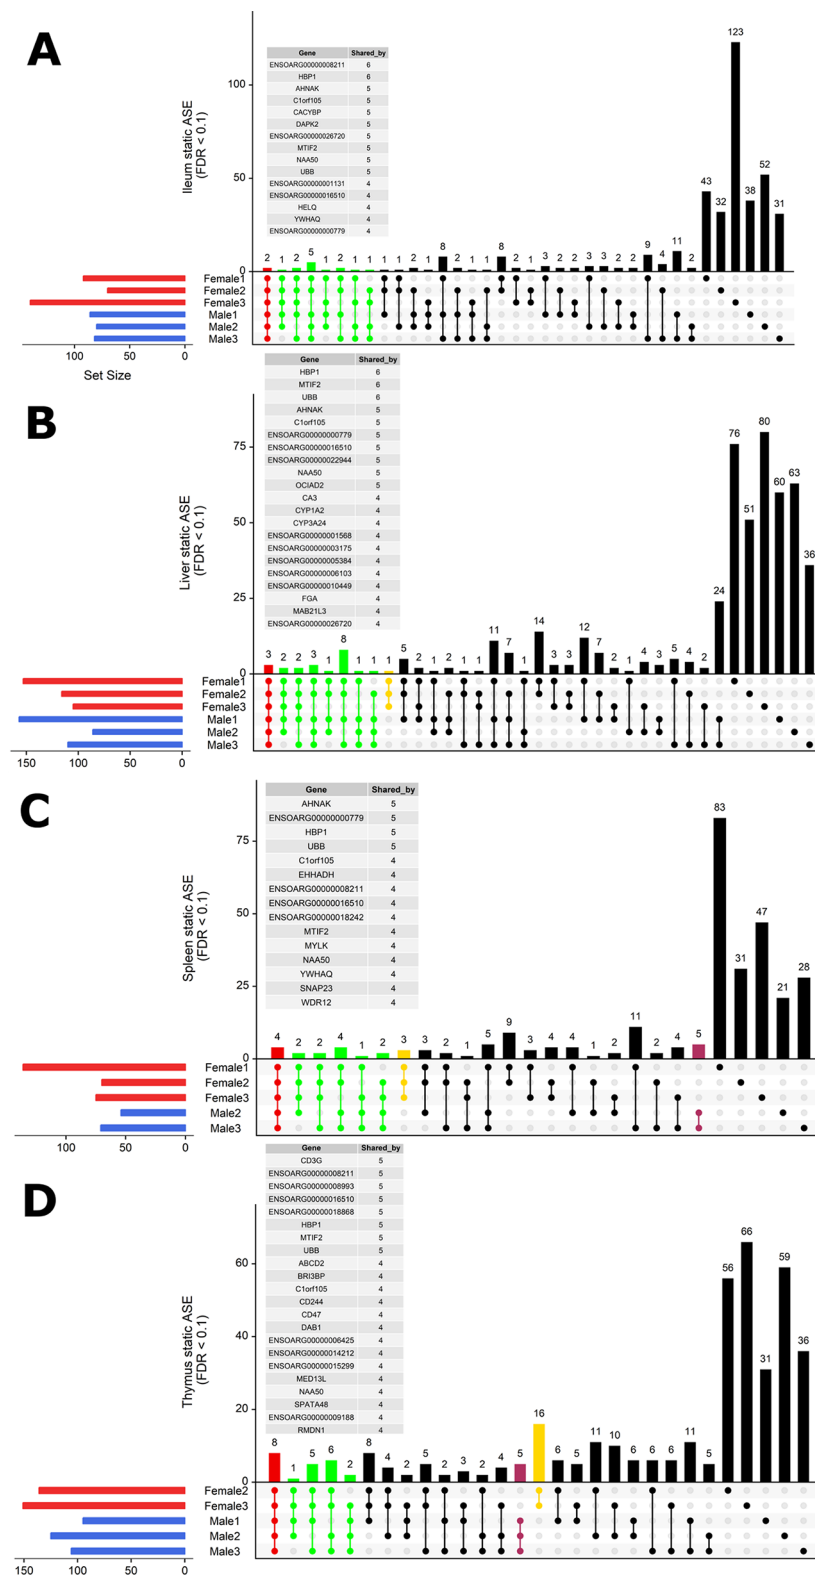 A
Ileum static ASE
(FDR < 0.1)
Gene Shared_by
ENSOARG00000008211 6
HBP1 6
AHNAK 5
C1orf105 5
CACYBP 5
DAPK2 5
ENSOARG00000026720 5
MTIF2 5
NAA50 5
UBB 5
ENSOARG00000001131 4
ENSOARG00000016510 4
HELQ 4
YWHAQ 4
ENSOARG00000000779 4
100
50
0
2 1 2 5 1 2 1 1 1 1 2 1 8 2 1 1 8 2 1 3 2 2 3 3 2 2 9 4 11 2 43 32 123 38 52 31
Female1
Female2
Female3
Male1
Male2
Male3
100 50 0
Set Size
B
Liver static ASE
(FDR < 0.1)
Gene Shared_by
HBP1 6
MTIF2 6
UBB 6
AHNAK 5
C1orf105 5
ENSOARG00000000779 5
ENSOARG00000016510 5
ENSOARG00000022944 5
NAA50 5
OCIAD2 5
CA3 4
CYP1A2 4
CYP3A24 4
ENSOARG00000001568 4
ENSOARG00000003175 4
ENSOARG00000005384 4
ENSOARG00000006103 4
ENSOARG00000010449 4
FGA 4
MAB21L3 4
ENSOARG00000026720 4
75
50
25
0
3 2 2 3 1 8 1 1 1 5 2 1 2 1 1 11 7 1 14 3 3 12 7 2 1 4 3 5 4 2 24 76 51 80 60 63 36
Female1
Female2
Female3
Male1
Male2
Male3
150 100 50 0
C
Spleen static ASE
(FDR < 0.1)
Gene Shared_by
AHNAK 5
ENSOARG00000000779 5
HBP1 5
UBB 5
C1orf105 4
EHHADH 4
ENSOARG00000008211 4
ENSOARG00000016510 4
ENSOARG00000018242 4
MTIF2 4
MYLK 4
NAA50 4
YWHAQ 4
SNAP23 4
WDR12 4
75
50
25
0
4 2 2 4 1 2 3 3 2 1 5 9 3 4 4 1 2 11 2 4 5 83 31 47 21 28
Female1
Female2
Female3
Male2
Male3
100 50 0
D
Thymus static ASE
(FDR < 0.1)
Gene Shared_by
CD3G 5
ENSOARG00000008211 5
ENSOARG00000008993 5
ENSOARG00000016510 5
ENSOARG00000018868 5
HBP1 5
MTIF2 5
UBB 5
ABCD2 4
BRI3BP 4
C1orf105 4
CD244 4
CD47 4
DAB1 4
ENSOARG00000006425 4
ENSOARG00000014212 4
ENSOARG00000015299 4
MED13L 4
NAA50 4
SPATA48 4
ENSOARG00000009188 4
RMDN1 4
60
40
20
0
8 1 5 6 2 8 4 2 5 2 3 2 4 5 16 6 5 11 10 6 6 6 11 5 56 66 31 59 36
Female2
Female3
Male1
Male2
Male3
150 100 50 0